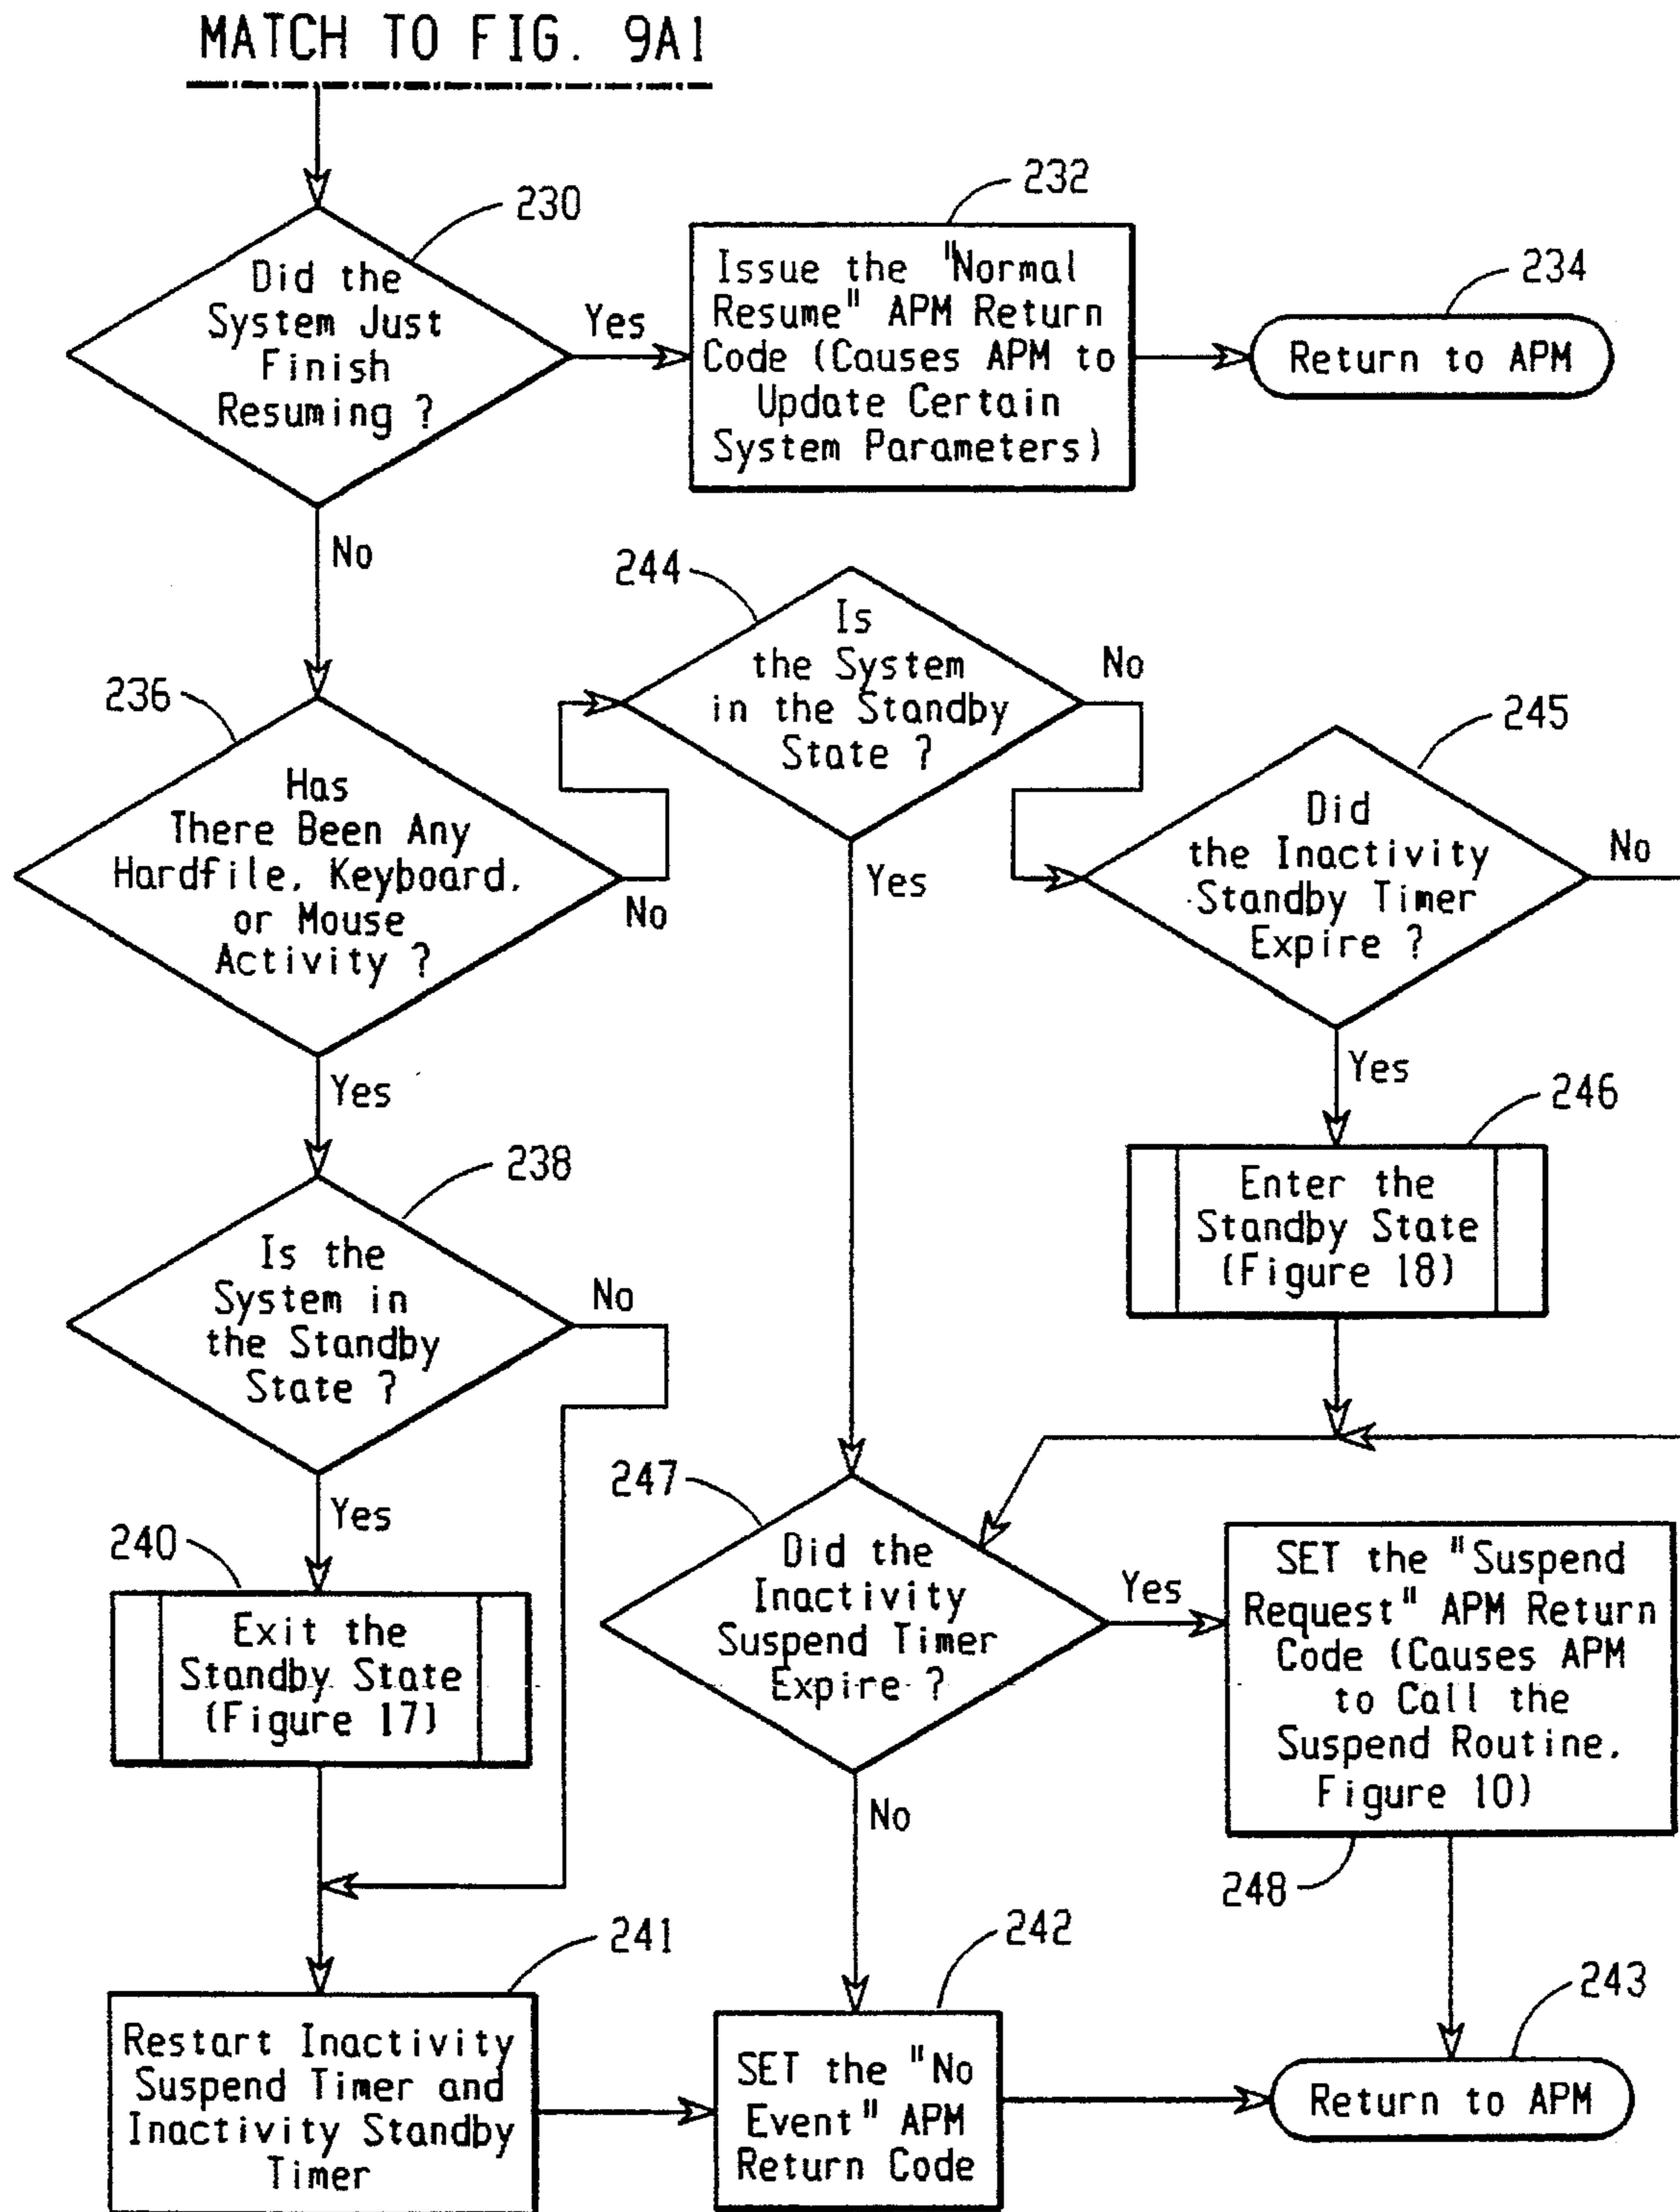 MATCH TO FIG. 9A1
230
Did the
System Just
Finish
Resuming ?
Yes
No
232
Issue the "Normal
Resume" APM Return
Code (Causes APM to
Update Certain
System Parameters)
234
Return to APM
236
Has
There Been Any
Hardfile, Keyboard,
or Mouse
Activity ?
No
Yes
244
Is
the System
in the Standby
State ?
No
Yes
245
Did
the Inactivity
Standby Timer
Expire ?
No
Yes
246
Enter the
Standby State
(Figure 18)
238
Is the
System in
the Standby
State ?
No
Yes
240
Exit the
Standby State
(Figure 17)
247
Did the
Inactivity
Suspend Timer
Expire ?
Yes
No
SET the "Suspend
Request" APM Return
Code (Causes APM
to Call the
Suspend Routine,
Figure 10)
248
241
Restart Inactivity
Suspend Timer and
Inactivity Standby
Timer
242
SET the "No
Event" APM
Return Code
243
Return to APM